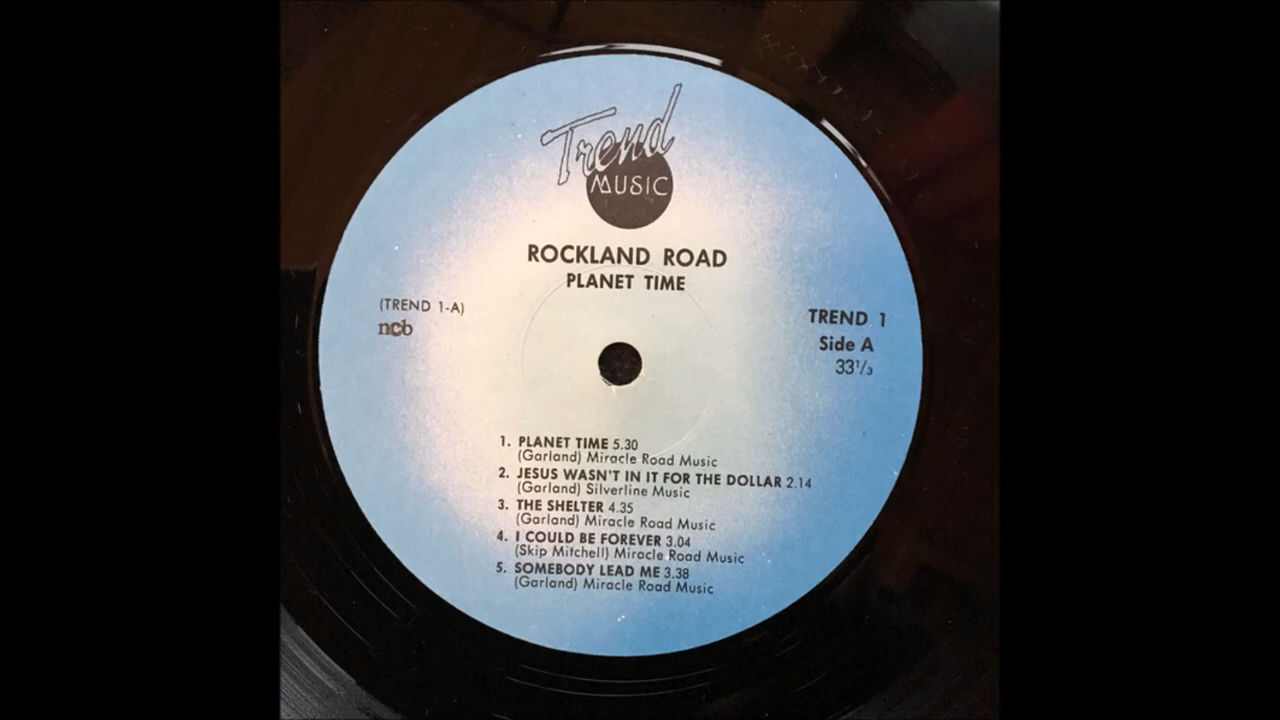 Trend
MUSIC
ROCKLAND ROAD
PLANET TIME
(TREND 1-A)
ncb
TREND 1
Side A
33⅓
1. PLANET TIME 5.30
(Garland) Miracle Road Music
2. JESUS WASN'T IN IT FOR THE DOLLAR 2.14
(Garland) Silverline Music
3. THE SHELTER 4.35
(Garland) Miracle Road Music
4. I COULD BE FOREVER 3.04
(Skip Mitchell) Miracle Road Music
5. SOMEBODY LEAD ME 3.38
(Garland) Miracle Road Music